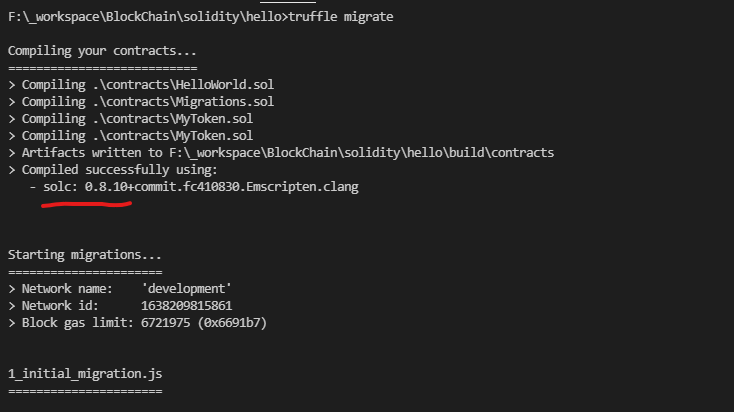 F:\_workspace\BlockChain\solidity\hello>truffle migrate
Compiling your contracts...
===========================
> Compiling .\contracts\HelloWorld.sol
> Compiling .\contracts\Migrations.sol
> Compiling .\contracts\MyToken.sol
> Compiling .\contracts\MyToken.sol
> Artifacts written to F:\_workspace\BlockChain\solidity\hello\build\contracts
> Compiled successfully using:
- solc: 0.8.10+commit.fc410830.Emscripten.clang
Starting migrations...
======================
> Network name: 'development'
> Network id: 1638209815861
> Block gas limit: 6721975 (0x6691b7)
1_initial_migration.js
======================